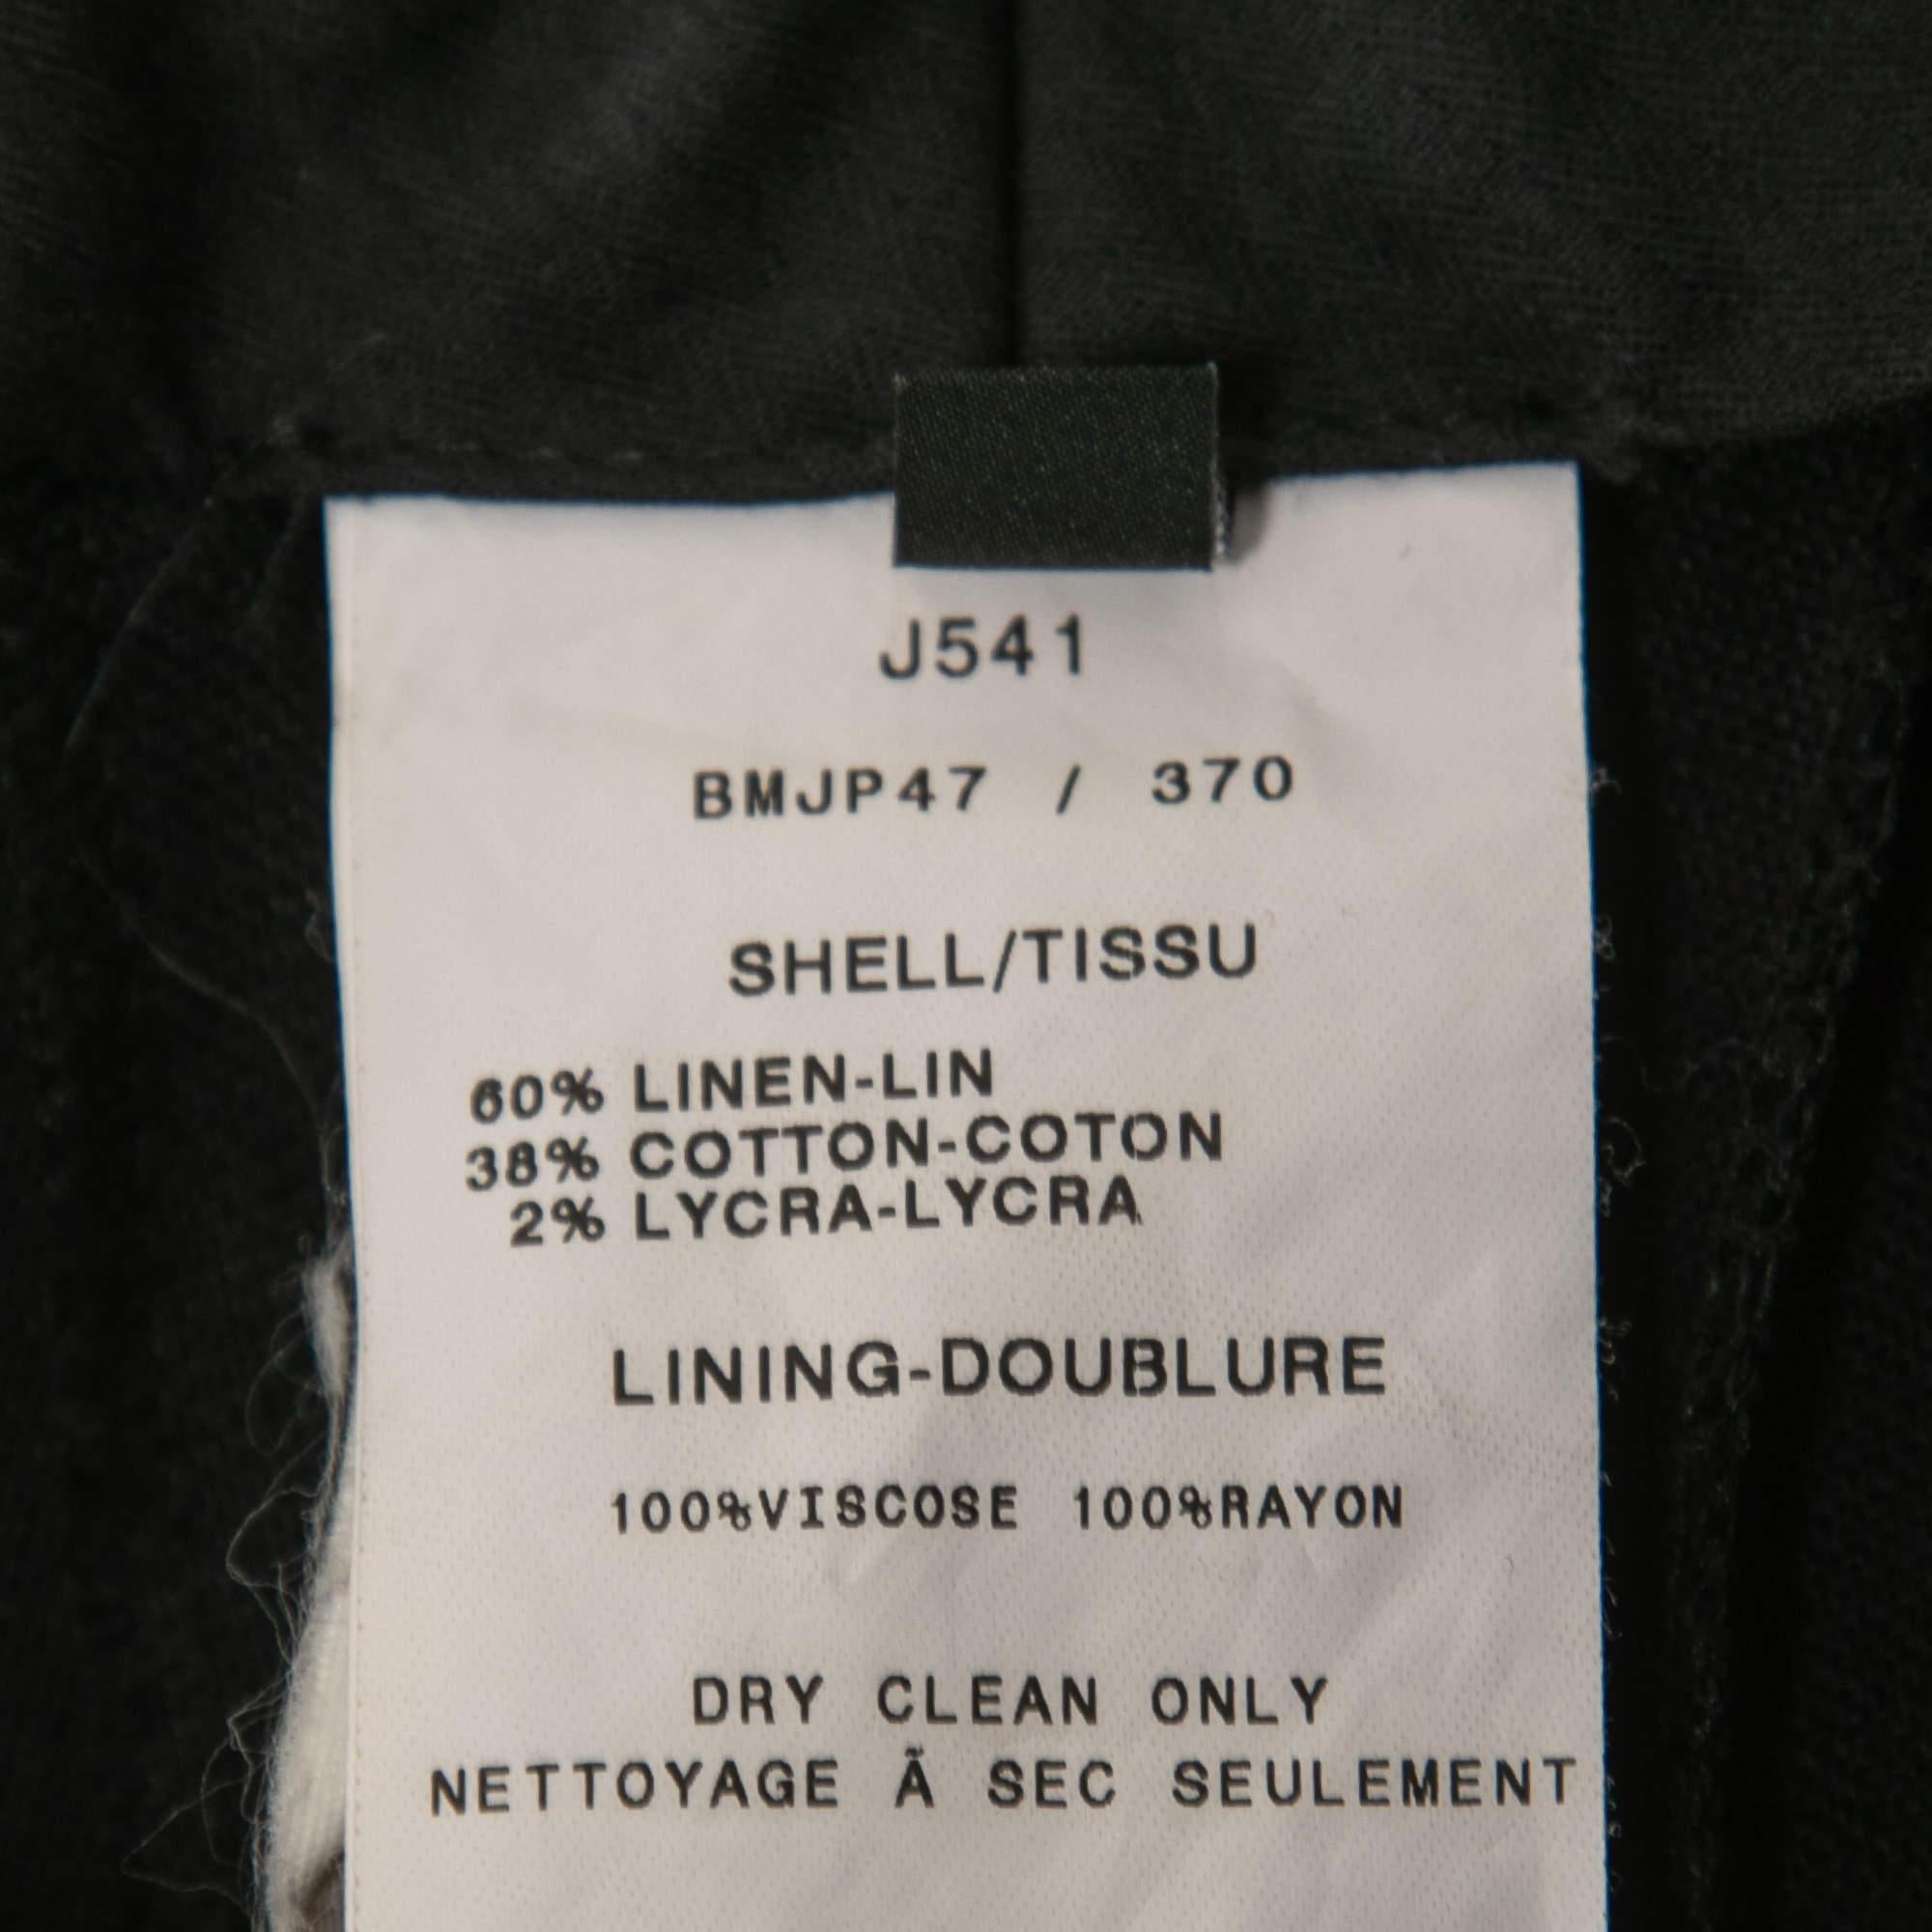 J541
BMJP47 / 370
SHELL/TISSU
60% LINEN-LIN
38% COTTON-COTON
2% LYCRA-LYCRA
LINING-DOUBLURE
100%VISCOSE 100%RAYON
DRY CLEAN ONLY
NETTOYAGE Ã SEC SEULEMENT